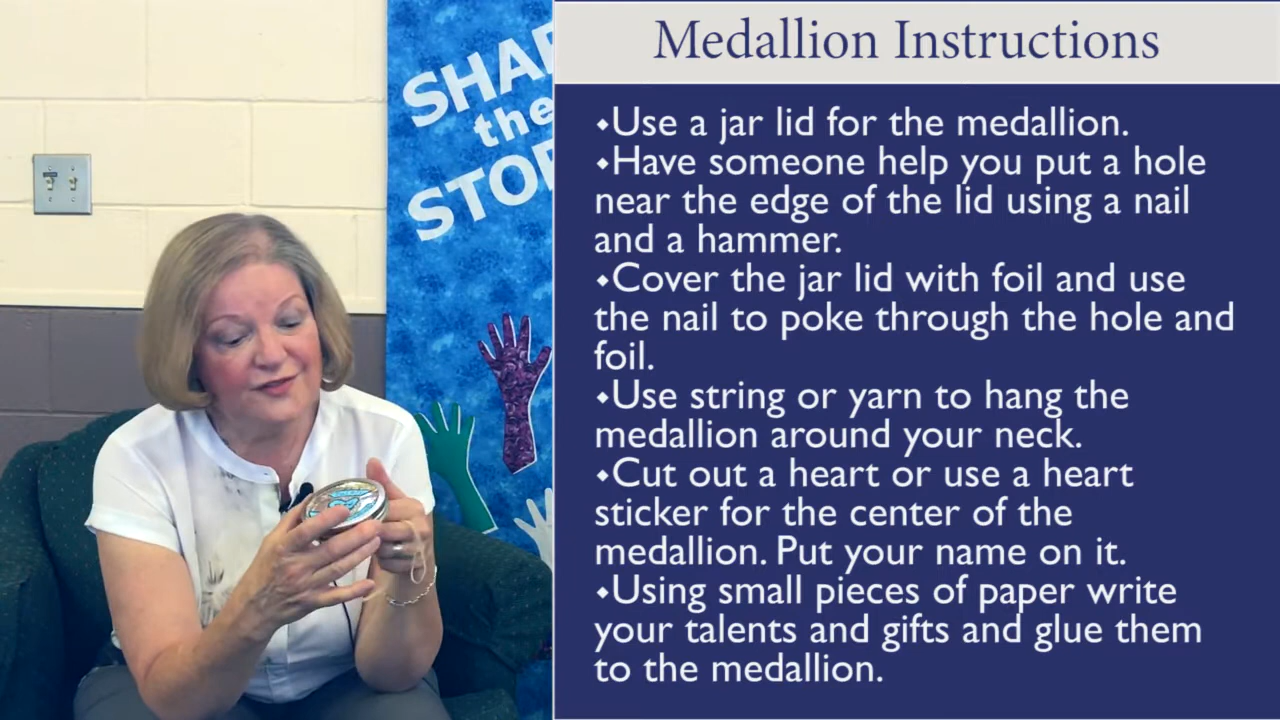 SHA
the
STO
Medallion Instructions
⬥Use a jar lid for the medallion.
⬥Have someone help you put a hole
near the edge of the lid using a nail
and a hammer.
⬥Cover the jar lid with foil and use
the nail to poke through the hole and
foil.
⬥Use string or yarn to hang the
medallion around your neck.
⬥Cut out a heart or use a heart
sticker for the center of the
medallion. Put your name on it.
⬥Using small pieces of paper write
your talents and gifts and glue them
to the medallion.